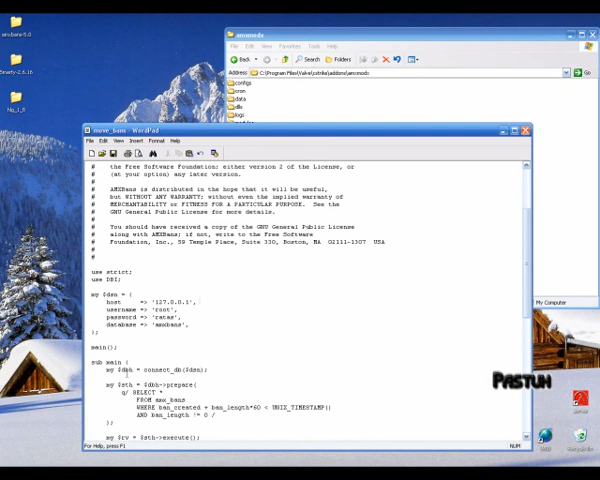 amxbans-5.0
Smarty-2.6.16
amxmodx
File Edit View Favorites Tools Help
Back Search Folders
Address C:\Program Files\Valve\cstrike\addons\amxmodx Go
configs
cron
data
dlls
logs
move_bans - WordPad
File Edit View Insert Format Help
# the Free Software Foundation; either version 2 of the License, or
# (at your option) any later version.
#
# AMXBans is distributed in the hope that it will be useful,
# but WITHOUT ANY WARRANTY; without even the implied warranty of
# MERCHANTABILITY or FITNESS FOR A PARTICULAR PURPOSE. See the
# GNU General Public License for more details.
#
# You should have received a copy of the GNU General Public License
# along with AMXBans; if not, write to the Free Software
# Foundation, Inc., 59 Temple Place, Suite 330, Boston, MA 02111-1307 USA
#
#
use strict;
use DBI;
my $dsn = {
host => '127.0.0.1',
username => 'root',
password => 'ratas',
database => 'amxbans',
};
main();
sub main {
my $dbh = connect_db($dsn);
my $sth = $dbh->prepare(
q/ SELECT *
FROM amx_bans
WHERE ban_created + ban_length*60 < UNIX_TIMESTAMP()
AND ban_length != 0 /
);
my $rv = $sth->execute();
For Help, press F1
NUM
My Computer
Pastuh
Recycle Bin